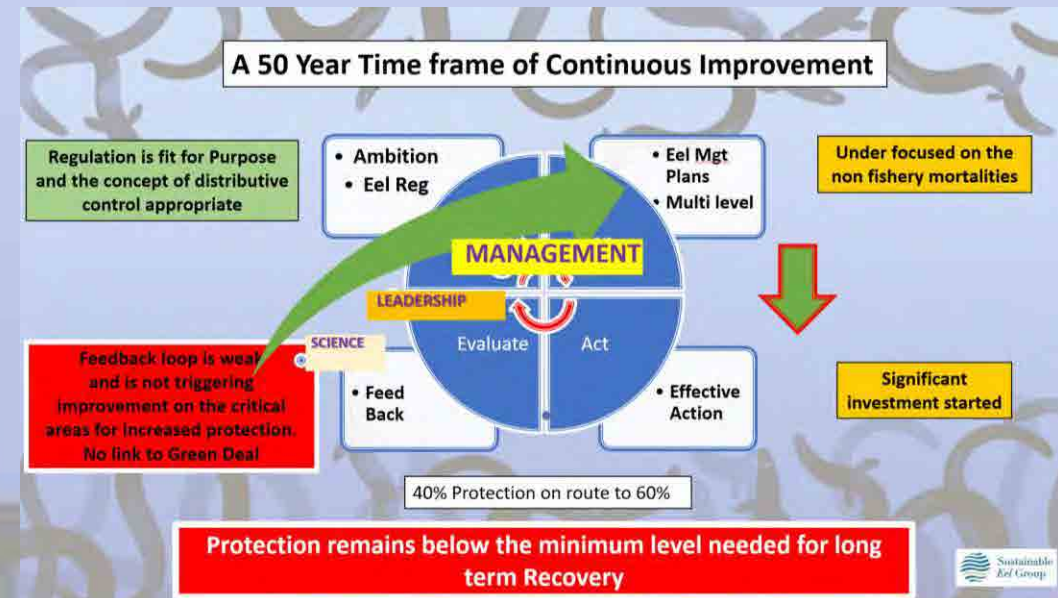 A 50 Year Time frame of Continuous Improvement
Regulation is fit for Purpose
and the concept of distributive
control appropriate
• Ambition
• Eel Reg
• Eel Mgt
Plans
• Multi level
Under focused on the
non fishery mortalities
MANAGEMENT
LEADERSHIP
SCIENCE
Evaluate
Act
Feedback loop is weak
and is not triggering
improvement on the critical
areas for increased protection.
No link to Green Deal
• Feed
Back
• Effective
Action
Significant
investment started
40% Protection on route to 60%
Protection remains below the minimum level needed for long
term Recovery
Sustainable
Eel Group